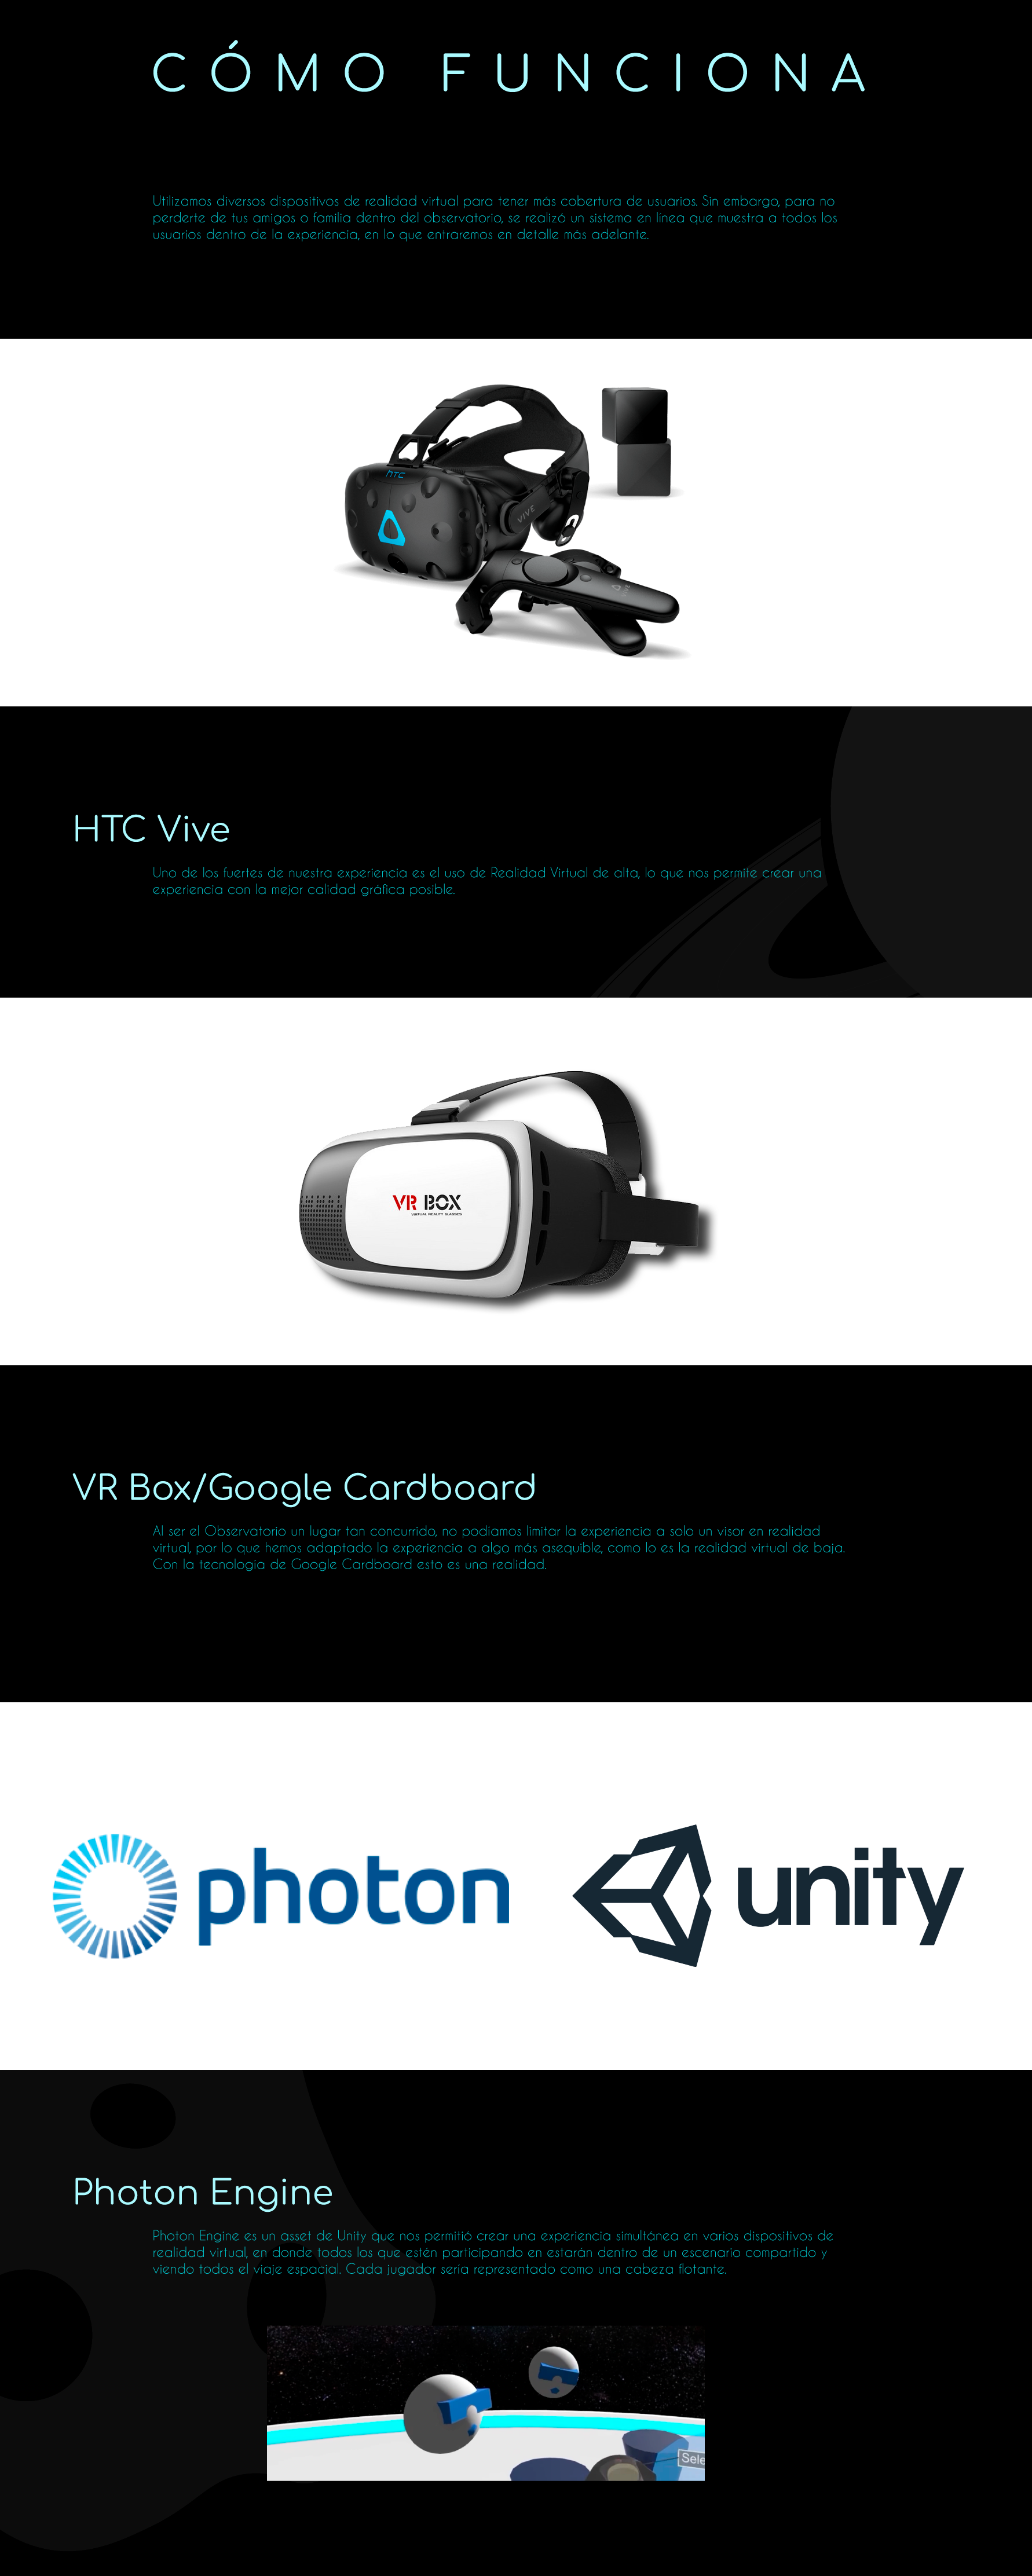 CÓMO FUNCIONA
Utilizamos diversos dispositivos de realidad virtual para tener más cobertura de usuarios. Sin embargo, para no
perderte de tus amigos o familia dentro del observatorio, se realizó un sistema en linea que muestra a todos los
usuarios dentro de la experiencia, en lo que entraremos en detalle más adelante.
hTC
VIVE
HTC Vive
Uno de los fuertes de nuestra experiencia es el uso de Realidad Virtual de alta, lo que nos permite crear una
experiencia con la mejor calidad gráfica posible.
VR BOX
VIRTUAL REALITY GLASSES
VR Box/Google Cardboard
Al ser el Observatorio un lugar tan concurrido, no podiamos limitar la experiencia a solo un visor en realidad
virtual, por lo que hemos adaptado la experiencia a algo más asequible, como lo es la realidad virtual de baja.
Con la tecnologia de Google Cardboard esto es una realidad.
photon
unity
Photon Engine
Photon Engine es un asset de Unity que nos permitió crear una experiencia simultánea en varios dispositivos de
realidad virtual, en donde todos los que estén participando en estarán dentro de un escenario compartido y
viendo todos el viaje espacial. Cada jugador seria representado como una cabeza flotante.
Sele